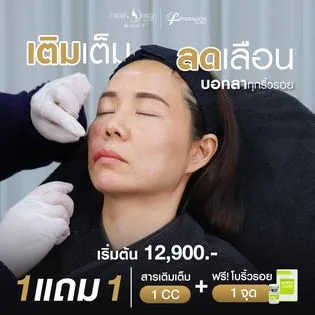 Facial Design
PARAGON
เติมเต็ม
ลดเลือน
บอกลาทุกริ้วรอย
เริ่มต้น 12,900.-
1แถม 1
สารเติมเต็ม
1 CC
+
ฟรี! โบริ้วรอย
1 จุด